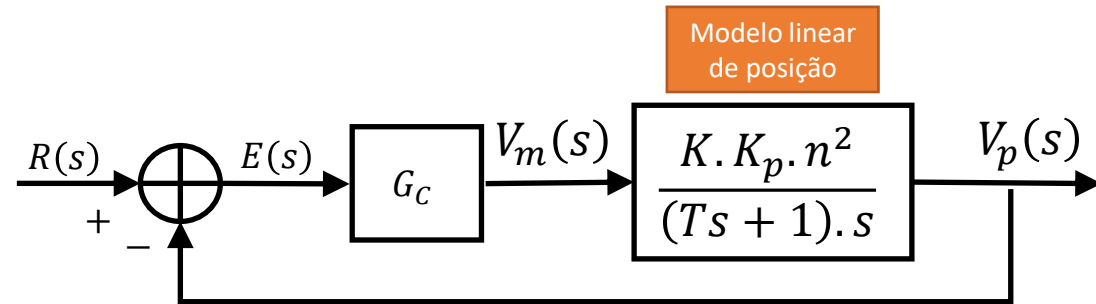 Modelo linear
de posição
R(s)
+
−
E(s)
G_C
V_m(s)
K.K_p.n^2
(Ts + 1).s
V_p(s)